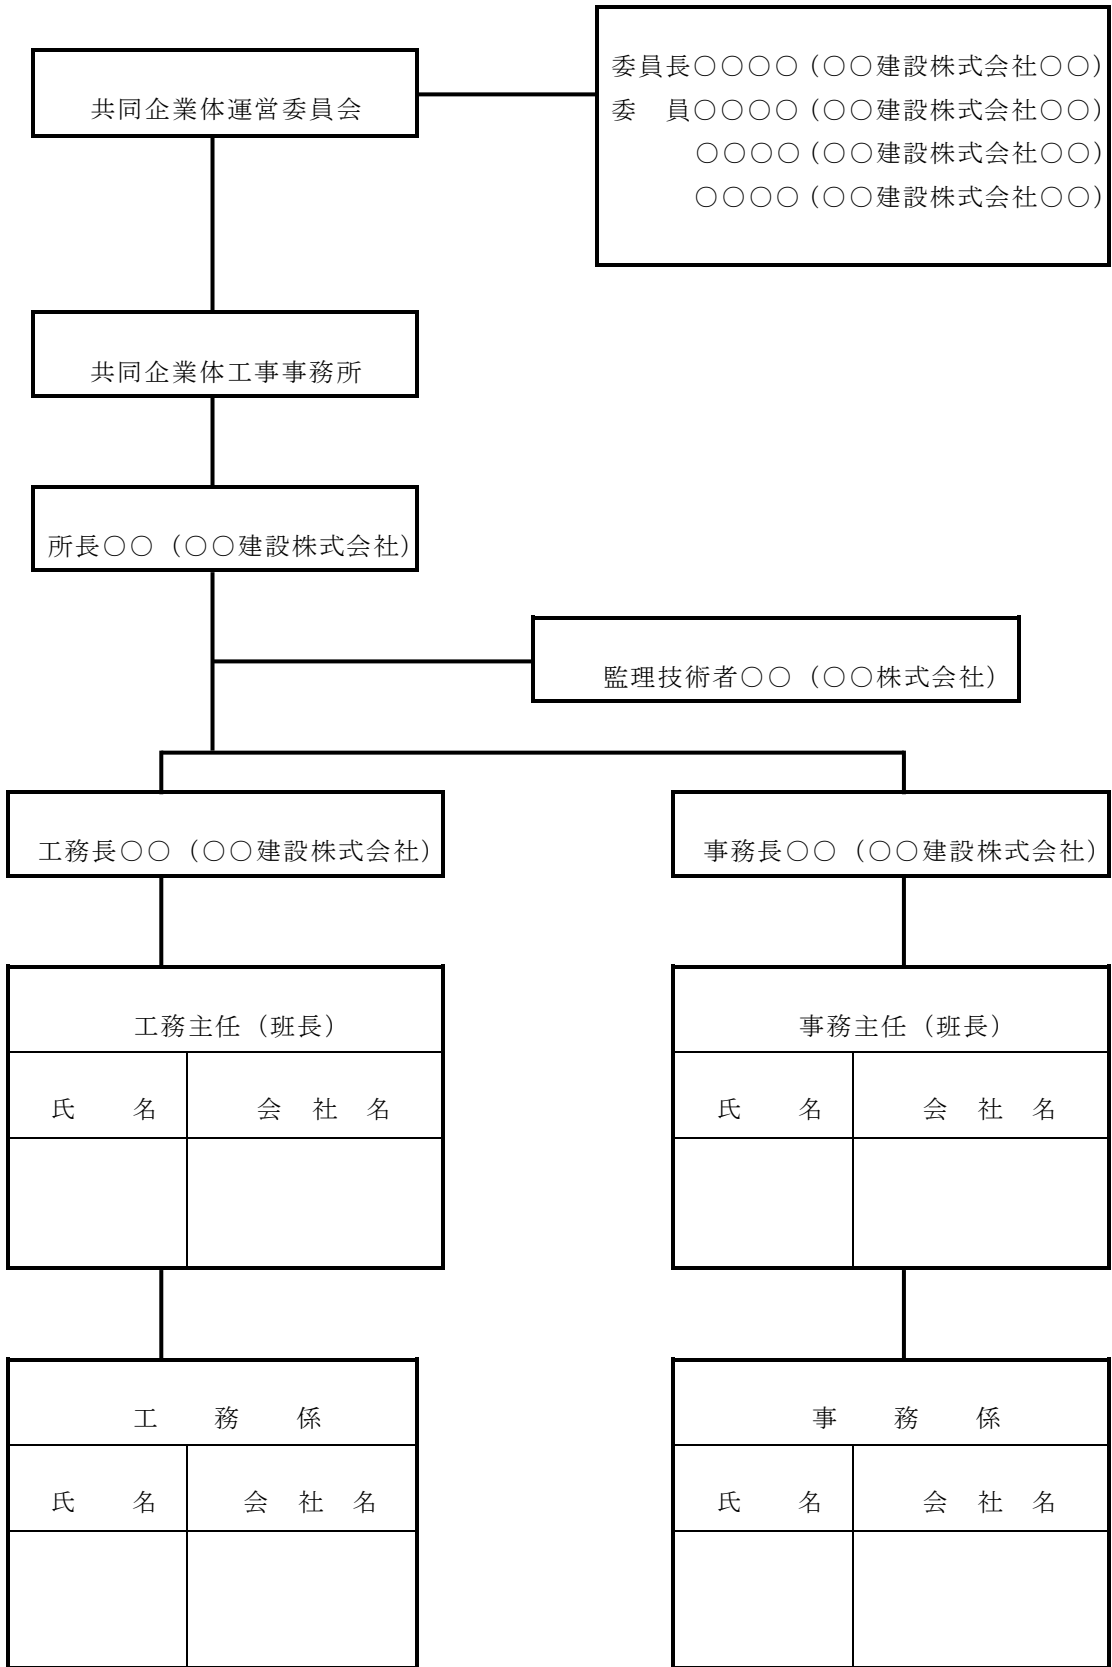 委員長○○○○(○○建設株式会社○○)
共同企業体運営委員会
委　員○○○○(○○建設株式会社○○)
○○○○(○○建設株式会社○○)
○○○○(○○建設株式会社○○)
共同企業体工事事務所
所長○○（○○建設株式会社）
監理技術者○○（○○株式会社）
工務長○○（○○建設株式会社）
事務長○○（○○建設株式会社）
工務主任（班長）
事務主任（班長）
氏　　名　会　社　名
氏　　名　会　社　名
工　　務　　係
事　　務　　係
氏　　名　会　社　名
氏　　名　会　社　名